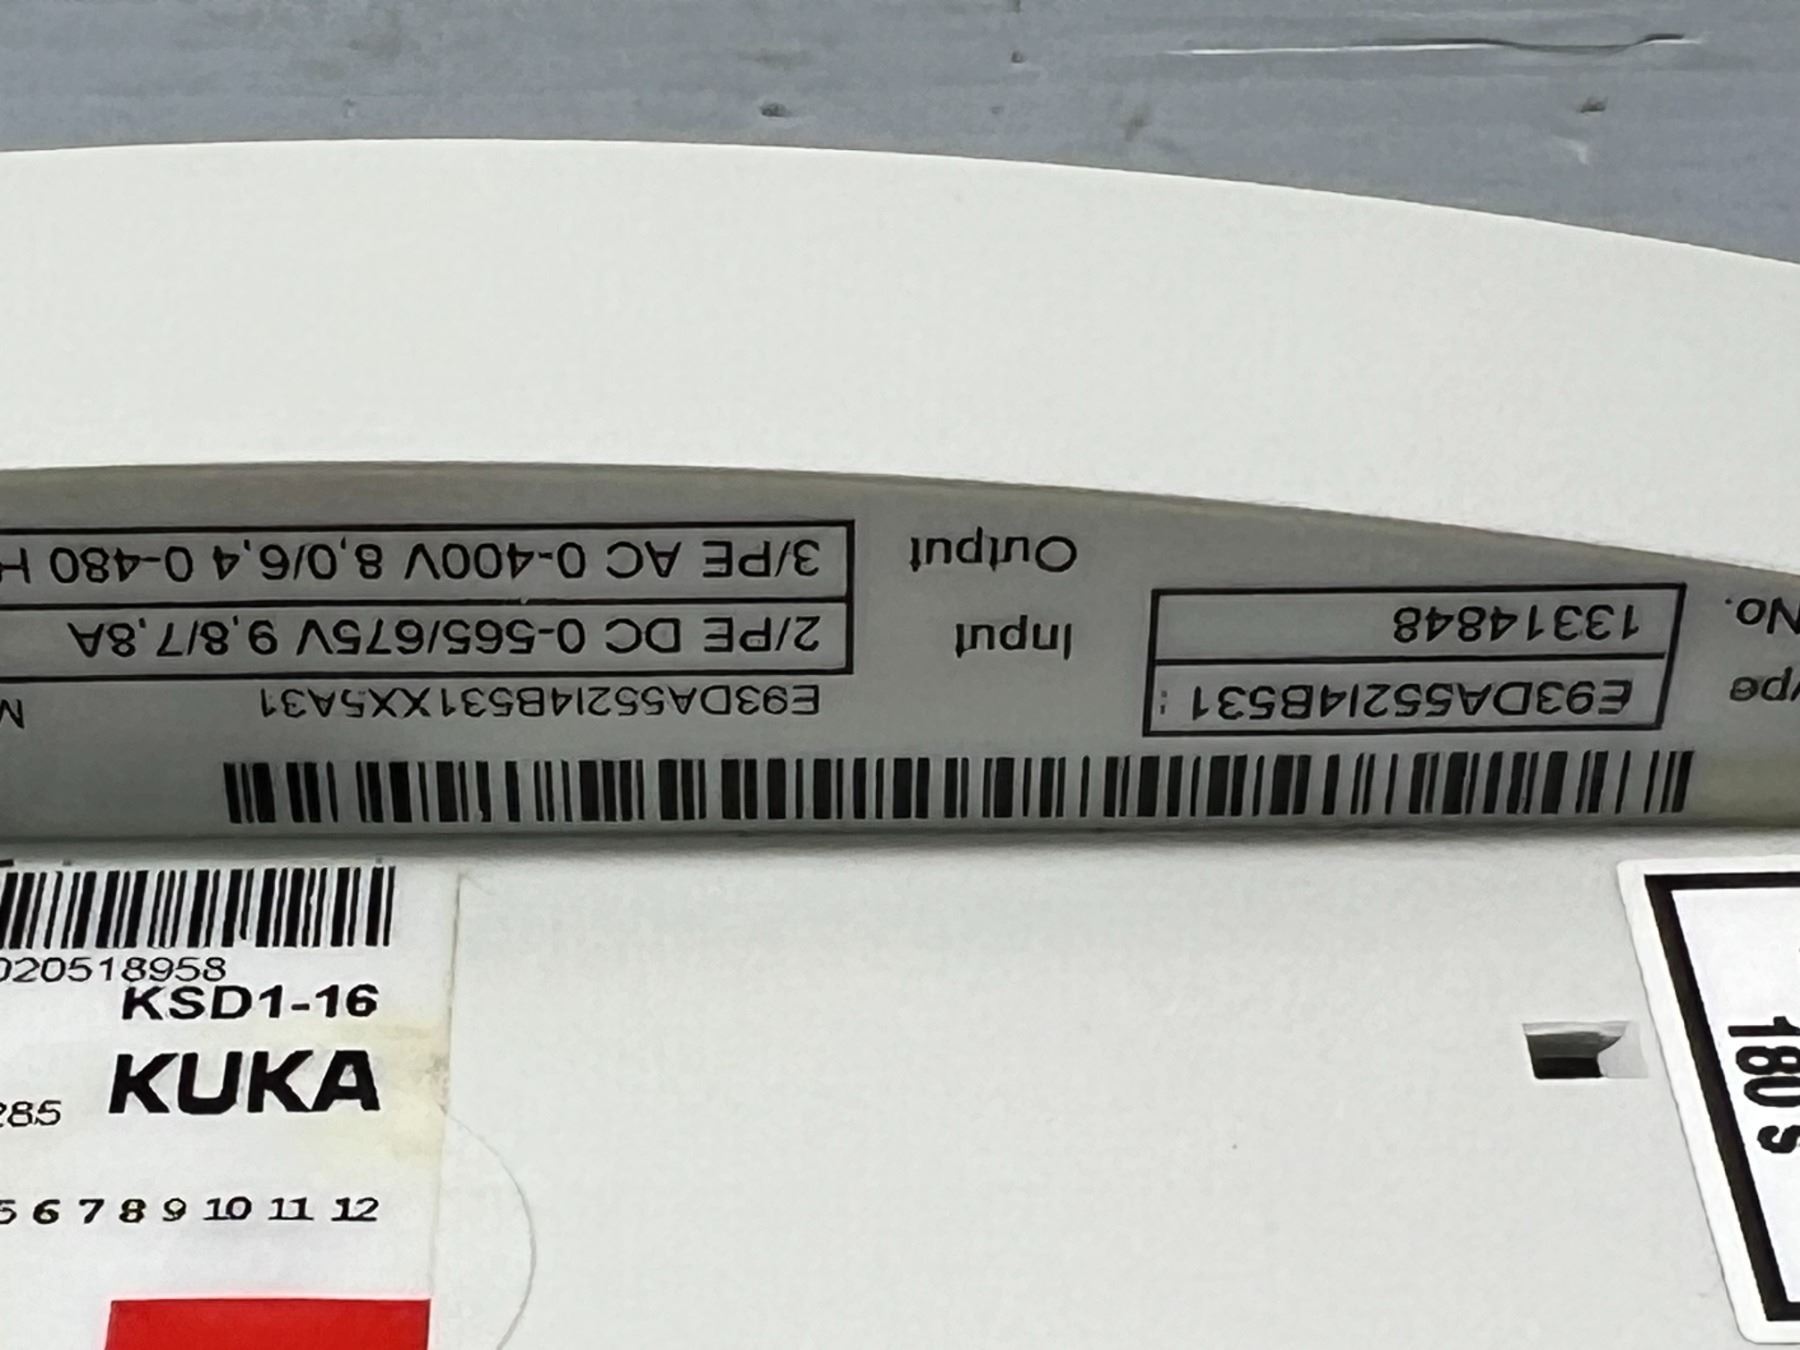 ype E93DA552I4B531 :
No. 13314848
E93DA552I4B531XX5A31
Input 2/PE DC 0-565/675V 9,8/7,8A
Output 3/PE AC 0-400V 8,0/6,4 0-480 H
020518958
KSD1-16
285 KUKA
5 6 7 8 9 10 11 12
180 s